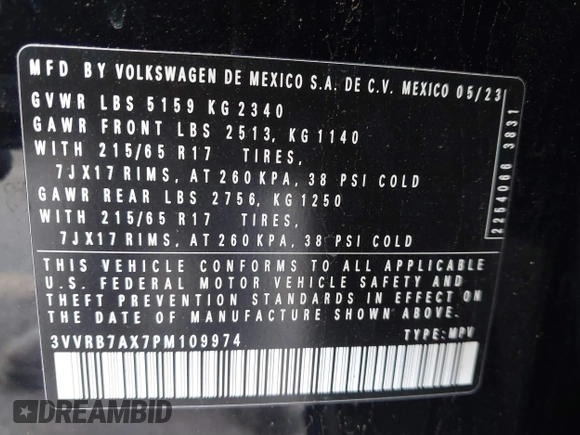 MFD BY VOLKSWAGEN DE MEXICO S.A. DE C.V. MEXICO 05/23
GVWR LBS 5159 KG 2340
GAWR FRONT LBS 2513, KG 1140
WITH 215/65 R17 TIRES,
7JX17 RIMS, AT 260 KPA, 38 PSI COLD
GAWR REAR LBS 2756, KG 1250
WITH 215/65 R17 TIRES,
7JX17 RIMS, AT 260 KPA, 38 PSI COLD
2254066 3831
THIS VEHICLE CONFORMS TO ALL APPLICABLE
U.S. FEDERAL MOTOR VEHICLE SAFETY AND
THEFT PREVENTION STANDARDS IN EFFECT ON
THE DATE OF MANUFACTURE SHOWN ABOVE.
3VVRB7AX7PM109974 TYPE: MPV
DREAMBID